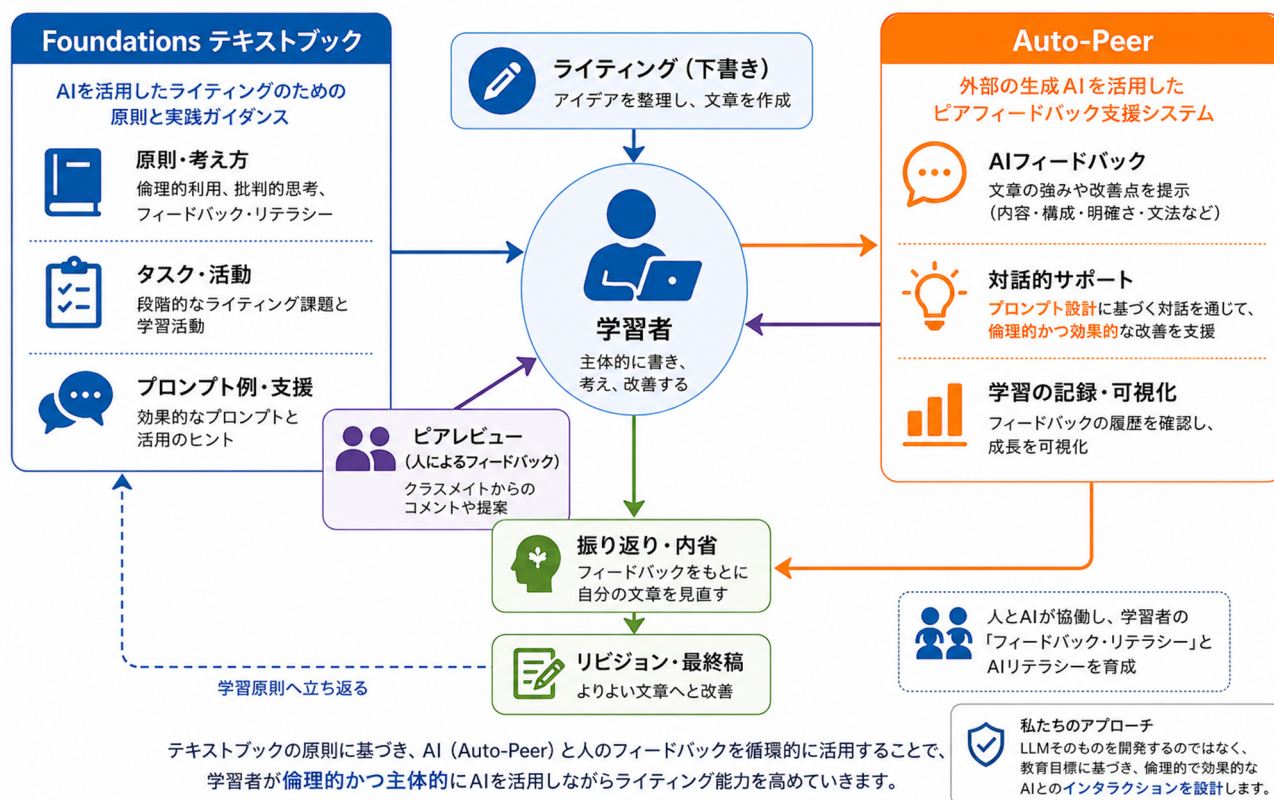 Foundations テキストブック
AIを活用したライティングのための
原則と実践ガイダンス
原則・考え方
倫理的利用、批判的思考、
フィードバック・リテラシー
タスク・活動
段階的なライティング課題と
学習活動
プロンプト例・支援
効果的なプロンプトと
活用のヒント
ライティング（下書き）
アイデアを整理し、文章を作成
学習者
主体的に書き、
考え、改善する
ピアレビュー
（人によるフィードバック）
クラスメイトからの
コメントや提案
振り返り・内省
フィードバックをもとに
自分の文章を見直す
リビジョン・最終稿
よりよい文章へと改善
学習原則へ立ち返る
Auto-Peer
外部の生成AIを活用した
ピアフィードバック支援システム
AIフィードバック
文章の強みや改善点を提示
（内容・構成・明確さ・文法など）
対話的サポート
プロンプト設計に基づく対話を通じて、
倫理的かつ効果的な改善を支援
学習の記録・可視化
フィードバックの履歴を確認し、
成長を可視化
人とAIが協働し、学習者の
「フィードバック・リテラシー」と
AIリテラシーを育成
テキストブックの原則に基づき、AI（Auto-Peer）と人のフィードバックを循環的に活用することで、
学習者が倫理的かつ主体的にAIを活用しながらライティング能力を高めていきます。
私たちのアプローチ
LLMそのものを開発するのではなく、
教育目標に基づき、倫理的で効果的な
AIとのインタラクションを設計します。